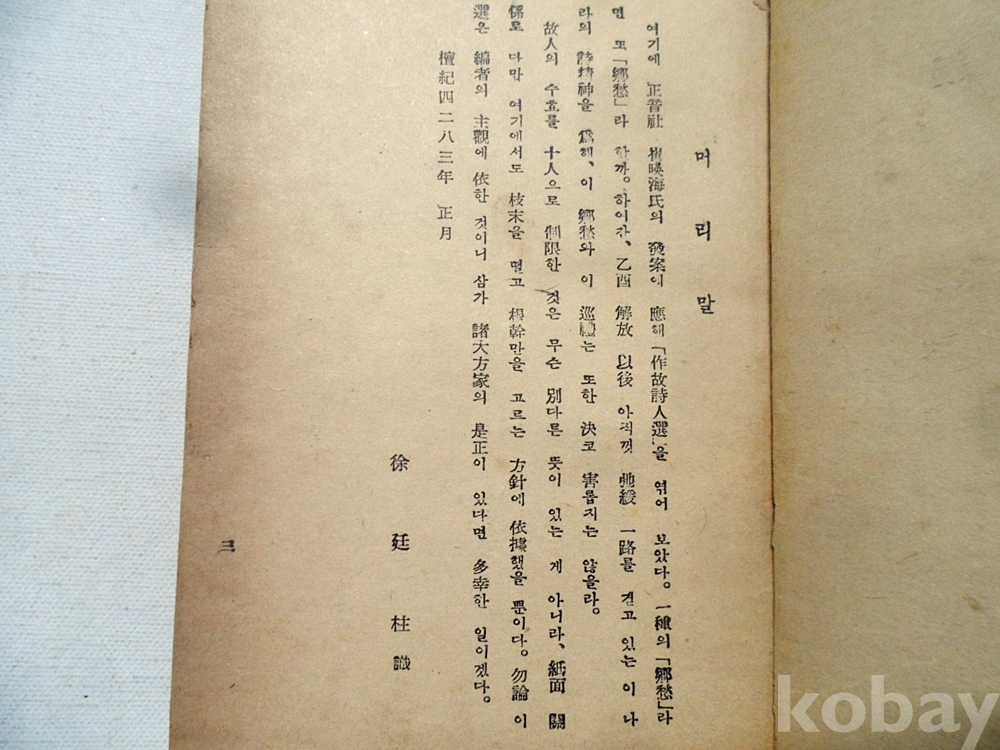 머리말
여기에 正音社 崔暎海氏의 發案에 應해「作故詩人選」을 엮어 보았다。一種의「鄕愁」라
면 또「鄕愁」라 할까。하이간、乙酉 解放 以後 아직껏 弛緩 一路를 걷고 있는 이 나
라의 詩精神을 爲해、이 鄕愁와 이 巡禮는 또한 決코 害롭지는 않을라。
故人의 수효를 十人으로 制限한 것은 무슨 別다른 뜻이 있는 게 아니라、紙面 關
係로 다만 여기에서도 枝末을 떨고 根幹만을 고르는 方針에 依據했을 뿐이다。勿論 이
選은 編者의 主觀에 依한 것이니 삼가 諸大方家의 是正이 있다면 多幸한 일이겠다。
檀紀四二八三年 正月
徐廷柱 識
三
kobay